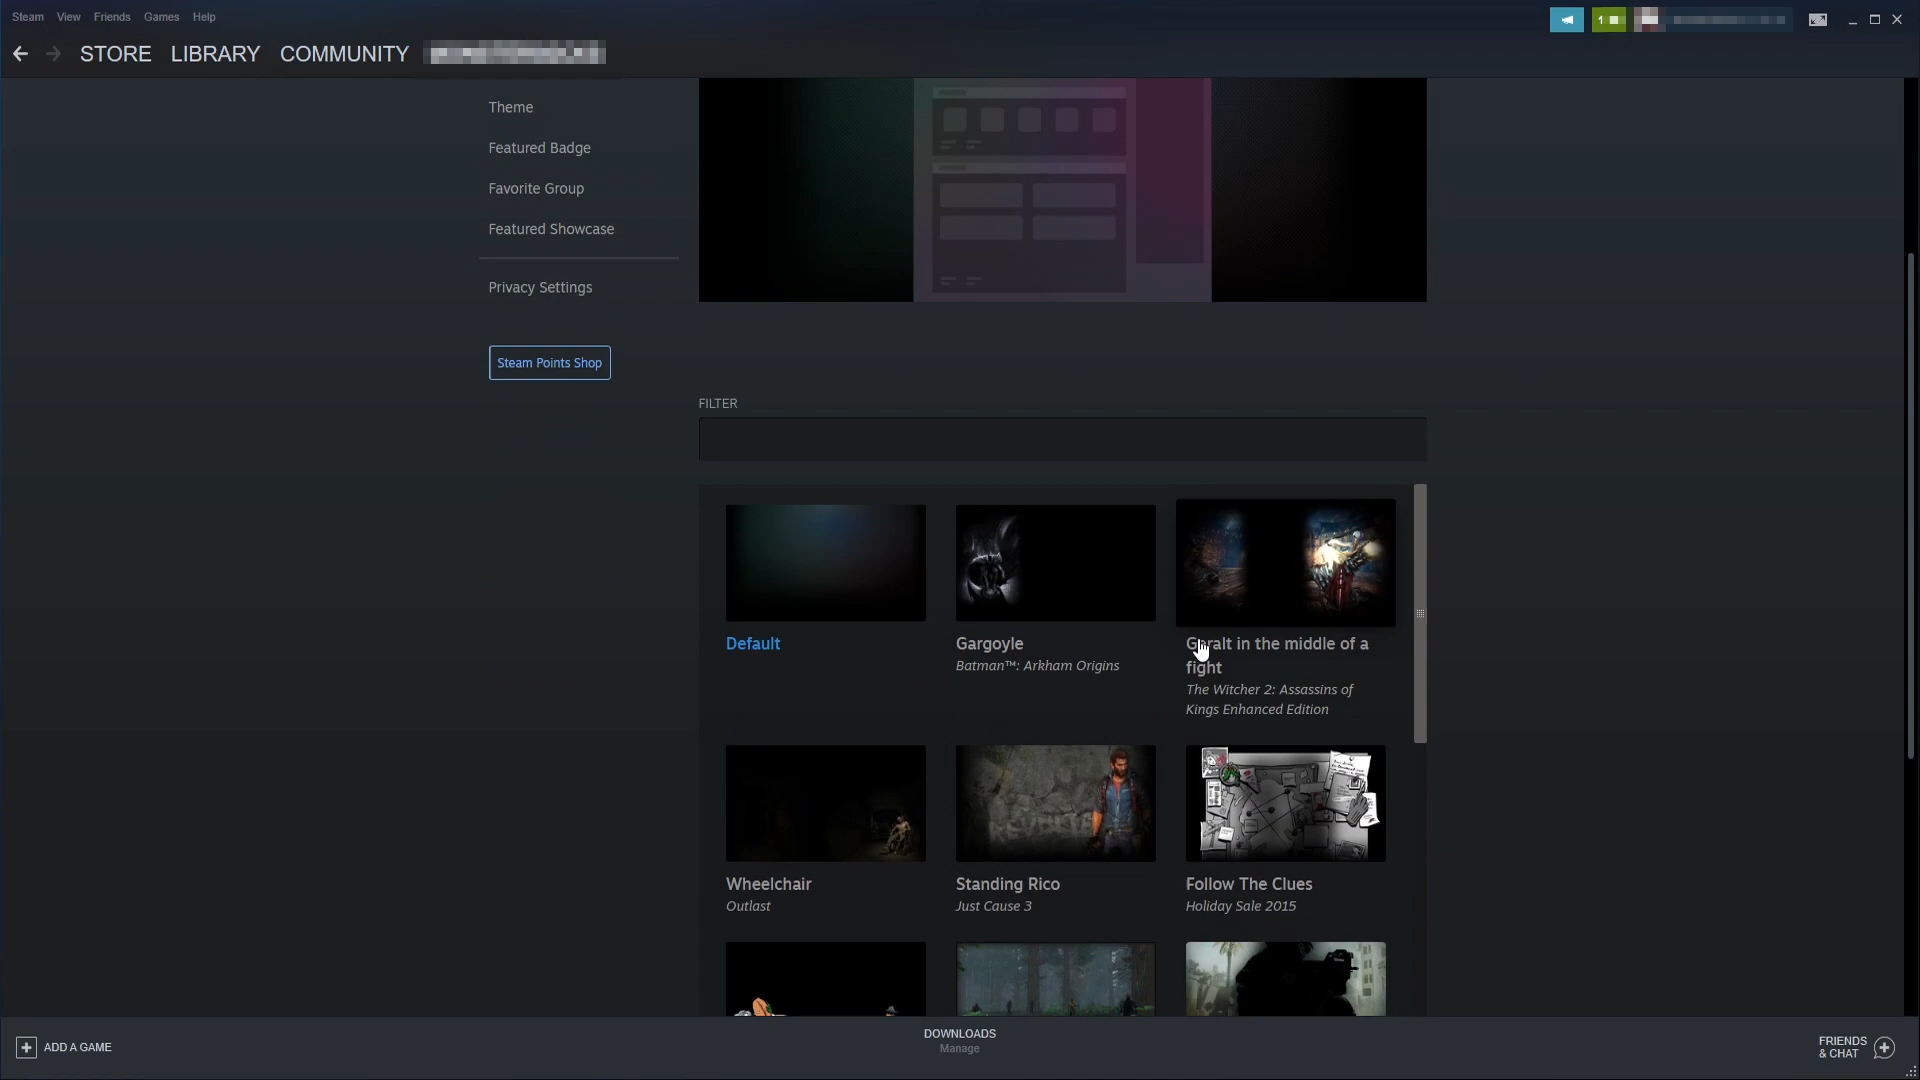 Steam View Friends Games Help
1
STORE LIBRARY COMMUNITY
Theme
Featured Badge
Favorite Group
Featured Showcase
Privacy Settings
Steam Points Shop
FILTER
Default
Gargoyle
Batman™: Arkham Origins
Geralt in the middle of a
fight
The Witcher 2: Assassins of
Kings Enhanced Edition
Wheelchair
Outlast
Standing Rico
Just Cause 3
Follow The Clues
Holiday Sale 2015
ADD A GAME
DOWNLOADS
Manage
FRIENDS
& CHAT